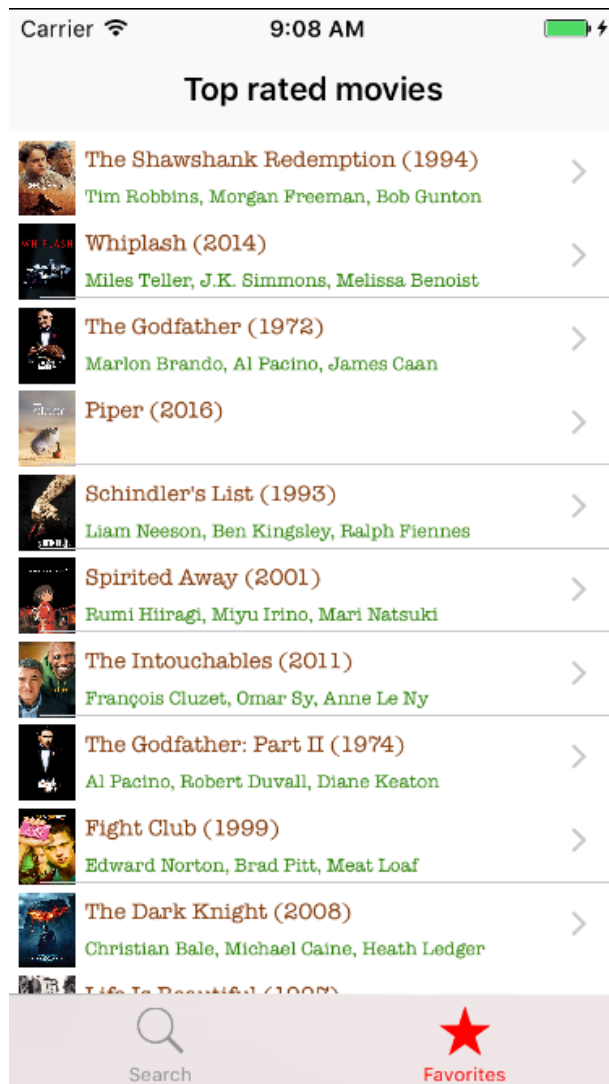 Carrier
9:08 AM
Top rated movies
The Shawshank Redemption (1994)
Tim Robbins, Morgan Freeman, Bob Gunton
WHIPLASH
Whiplash (2014)
Miles Teller, J.K. Simmons, Melissa Benoist
The Godfather (1972)
Marlon Brando, Al Pacino, James Caan
Piper (2016)
Schindler's List (1993)
Liam Neeson, Ben Kingsley, Ralph Fiennes
Spirited Away (2001)
Rumi Hiiragi, Miyu Irino, Mari Natsuki
The Intouchables (2011)
François Cluzet, Omar Sy, Anne Le Ny
The Godfather: Part II (1974)
Al Pacino, Robert Duvall, Diane Keaton
Fight Club (1999)
Edward Norton, Brad Pitt, Meat Loaf
The Dark Knight (2008)
Christian Bale, Michael Caine, Heath Ledger
Life Is Beautiful (1997)
Search
Favorites